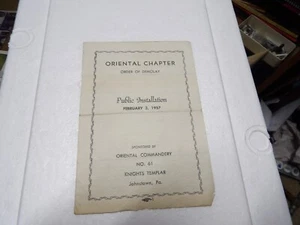 ORIENTAL CHAPTER
ORDER OF DEMOLAY
Public Installation
FEBRUARY 2, 1957
SPONSORED BY
ORIENTAL COMMANDERY
NO. 61
KNIGHTS TEMPLAR
Johnstown, Pa.